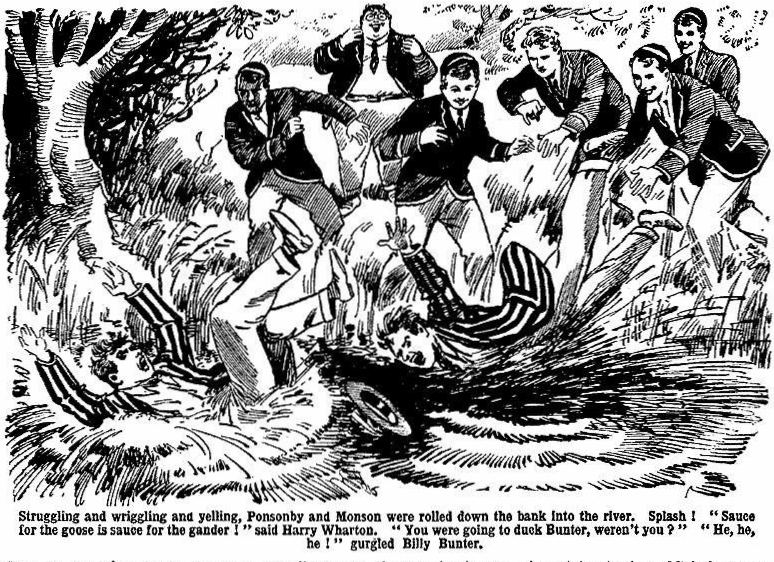 Struggling and wriggling and yelling, Ponsonby and Monson were rolled down the bank into the river. Splash ! “ Sauce
for the goose is sauce for the gander ! ” said Harry Wharton. “ You were going to duck Bunter, weren't you ? ” “ He, he,
he ! ” gurgled Billy Bunter.